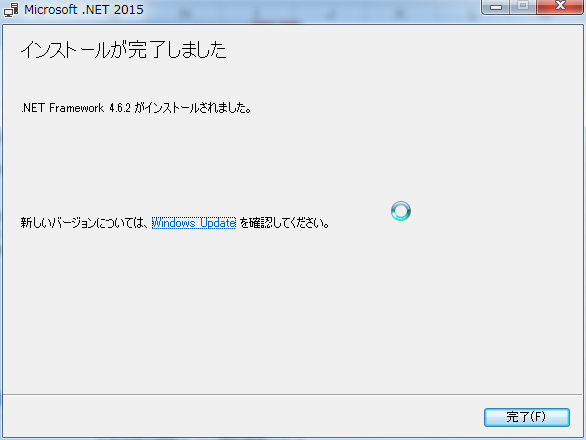 Microsoft .NET 2015
インストールが完了しました
.NET Framework 4.6.2 がインストールされました。
新しいバージョンについては、Windows Update を確認してください。
完了(F)